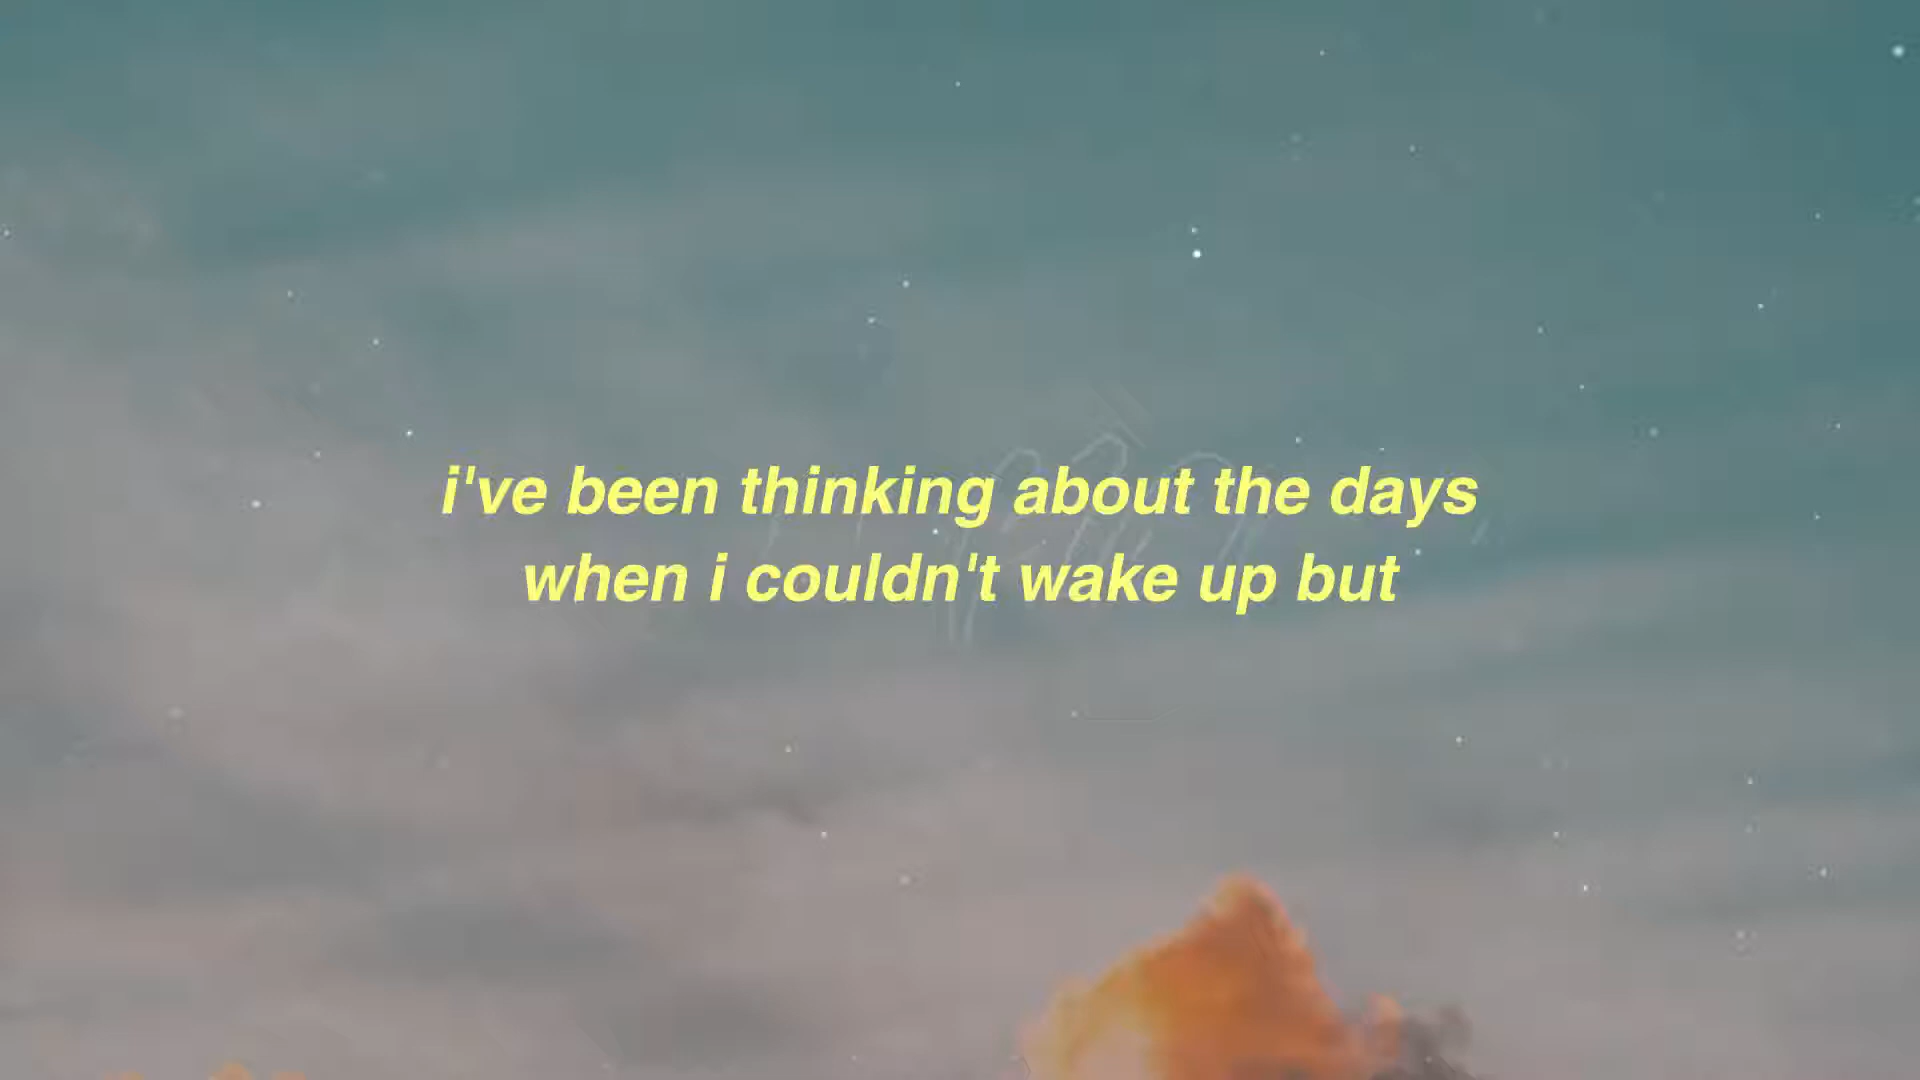 i've been thinking about the days
when i couldn't wake up but